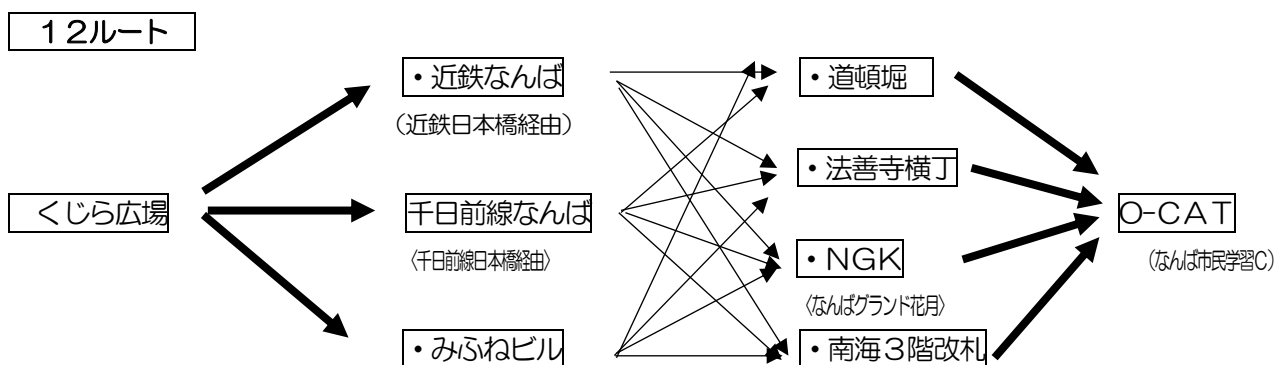 １２ルート
・近鉄なんば
（近鉄日本橋経由）
・道頓堀
・法善寺横丁
くじら広場
千日前線なんば
〈千日前線日本橋経由〉
O-CAT
（なんば市民学習C）
・NGK
〈なんばグランド花月〉
・みふねビル
・南海３階改札